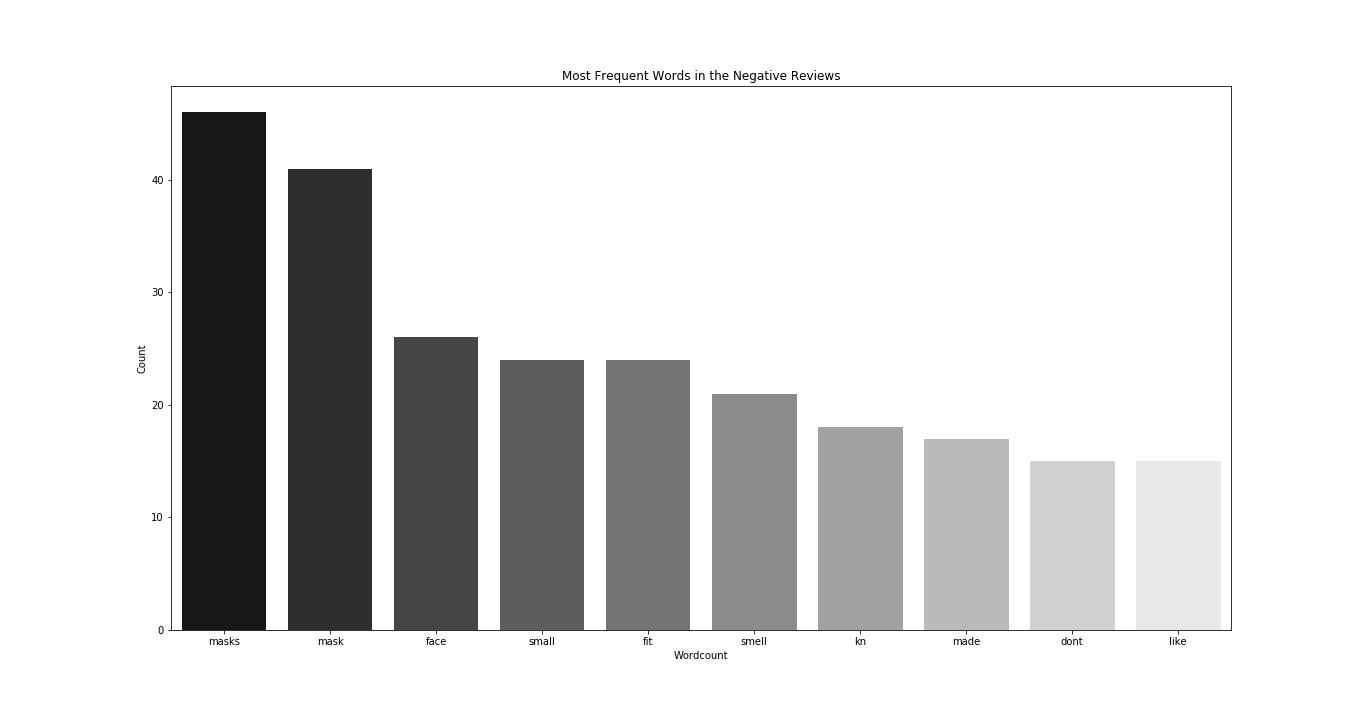 Most Frequent Words in the Negative Reviews
Count
40
30
20
10
0
masks mask face small fit smell kn made dont like
Wordcount